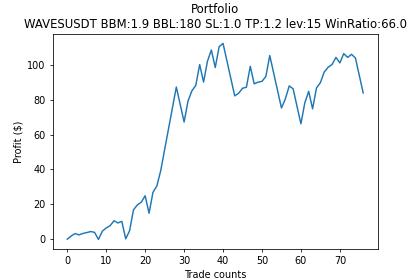 Portfolio
WAVESUSDT BBM:1.9 BBL:180 SL:1.0 TP:1.2 lev:15 WinRatio:66.0
100
80
60
40
20
0
Profit ($)
0 10 20 30 40 50 60 70
Trade counts